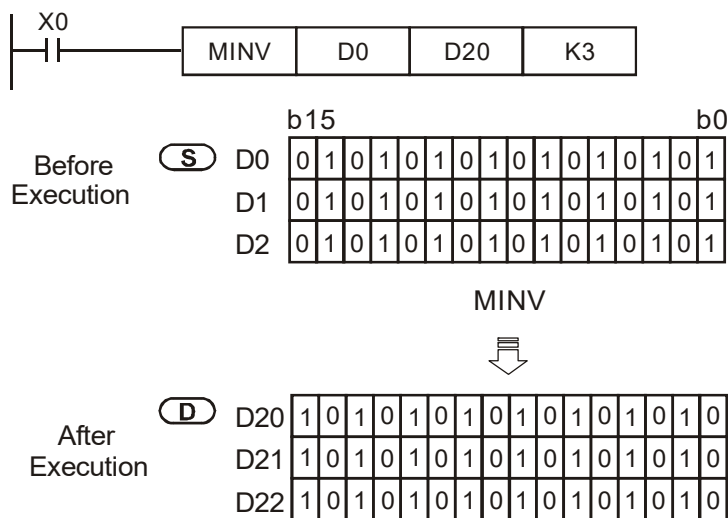 X0
MINV D0 D20 K3
b15 b0
Before Execution
S D0 0 1 0 1 0 1 0 1 0 1 0 1 0 1 0 1
D1 0 1 0 1 0 1 0 1 0 1 0 1 0 1 0 1
D2 0 1 0 1 0 1 0 1 0 1 0 1 0 1 0 1
MINV
After Execution
D D20 1 0 1 0 1 0 1 0 1 0 1 0 1 0 1 0
D21 1 0 1 0 1 0 1 0 1 0 1 0 1 0 1 0
D22 1 0 1 0 1 0 1 0 1 0 1 0 1 0 1 0